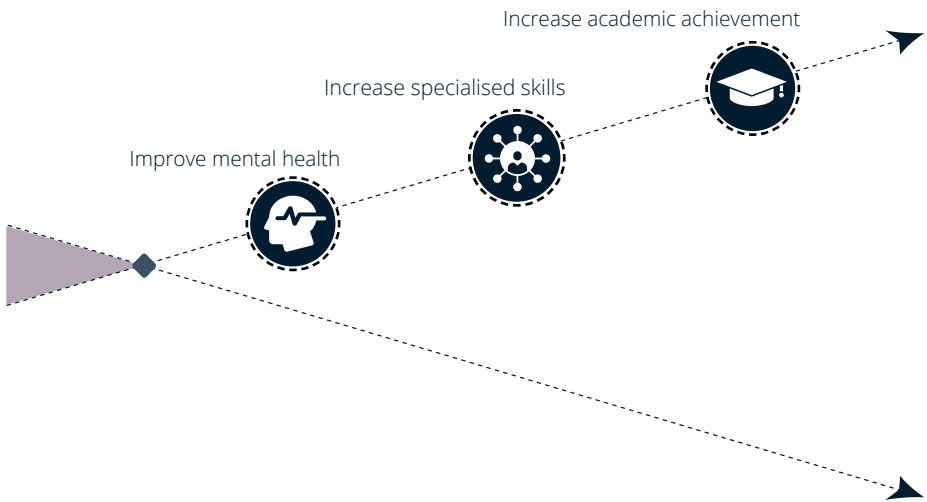 Increase academic achievement
Increase specialised skills
Improve mental health